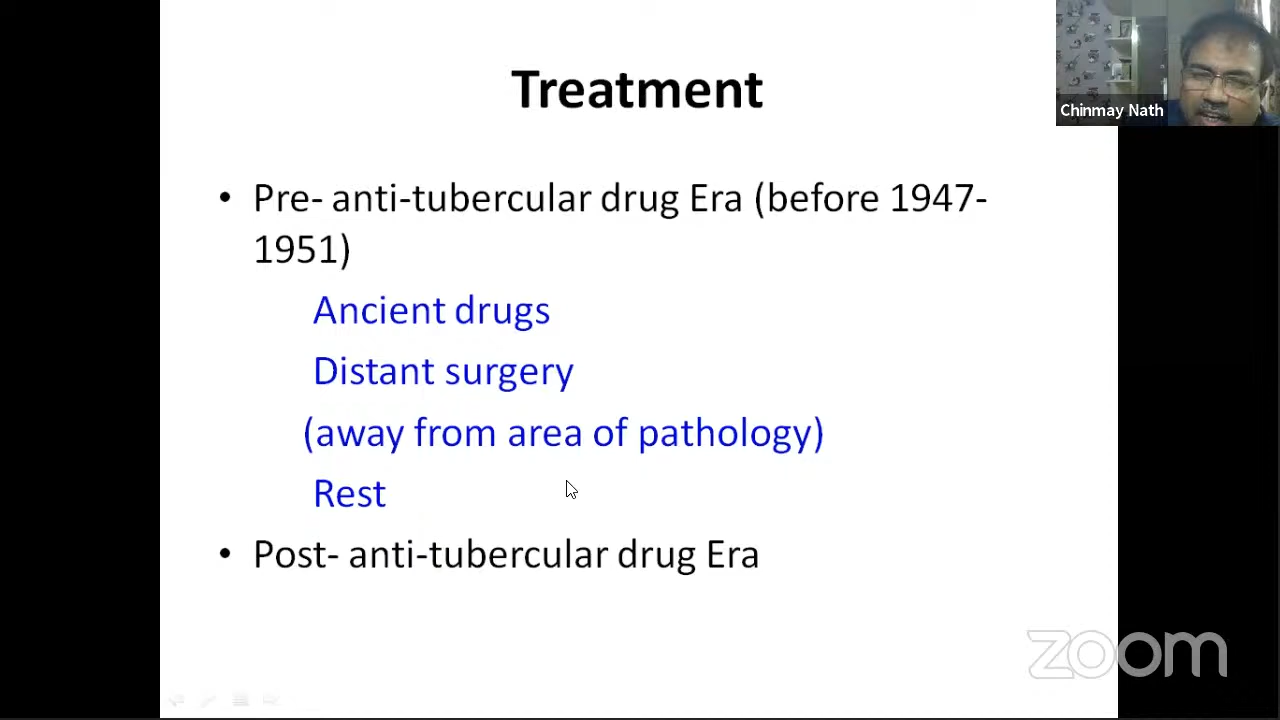 Treatment
Chinmay Nath
• Pre- anti-tubercular drug Era (before 1947-
1951)
Ancient drugs
Distant surgery
(away from area of pathology)
Rest
• Post- anti-tubercular drug Era
zoom